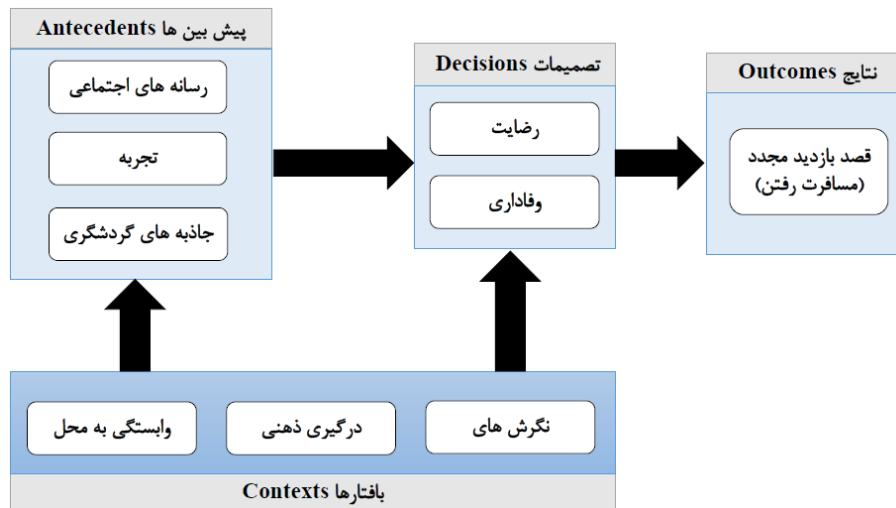 پیش بین ها Antecedents
رسانه های اجتماعی
تجربه
جاذبه های گردشگری
تصمیمات Decisions
رضایت
وفاداری
نتایج Outcomes
قصد بازدید مجدد
(مسافرت رفتن)
وابستگی به محل
درگیری ذهنی
نگرش های
بافتارها Contexts